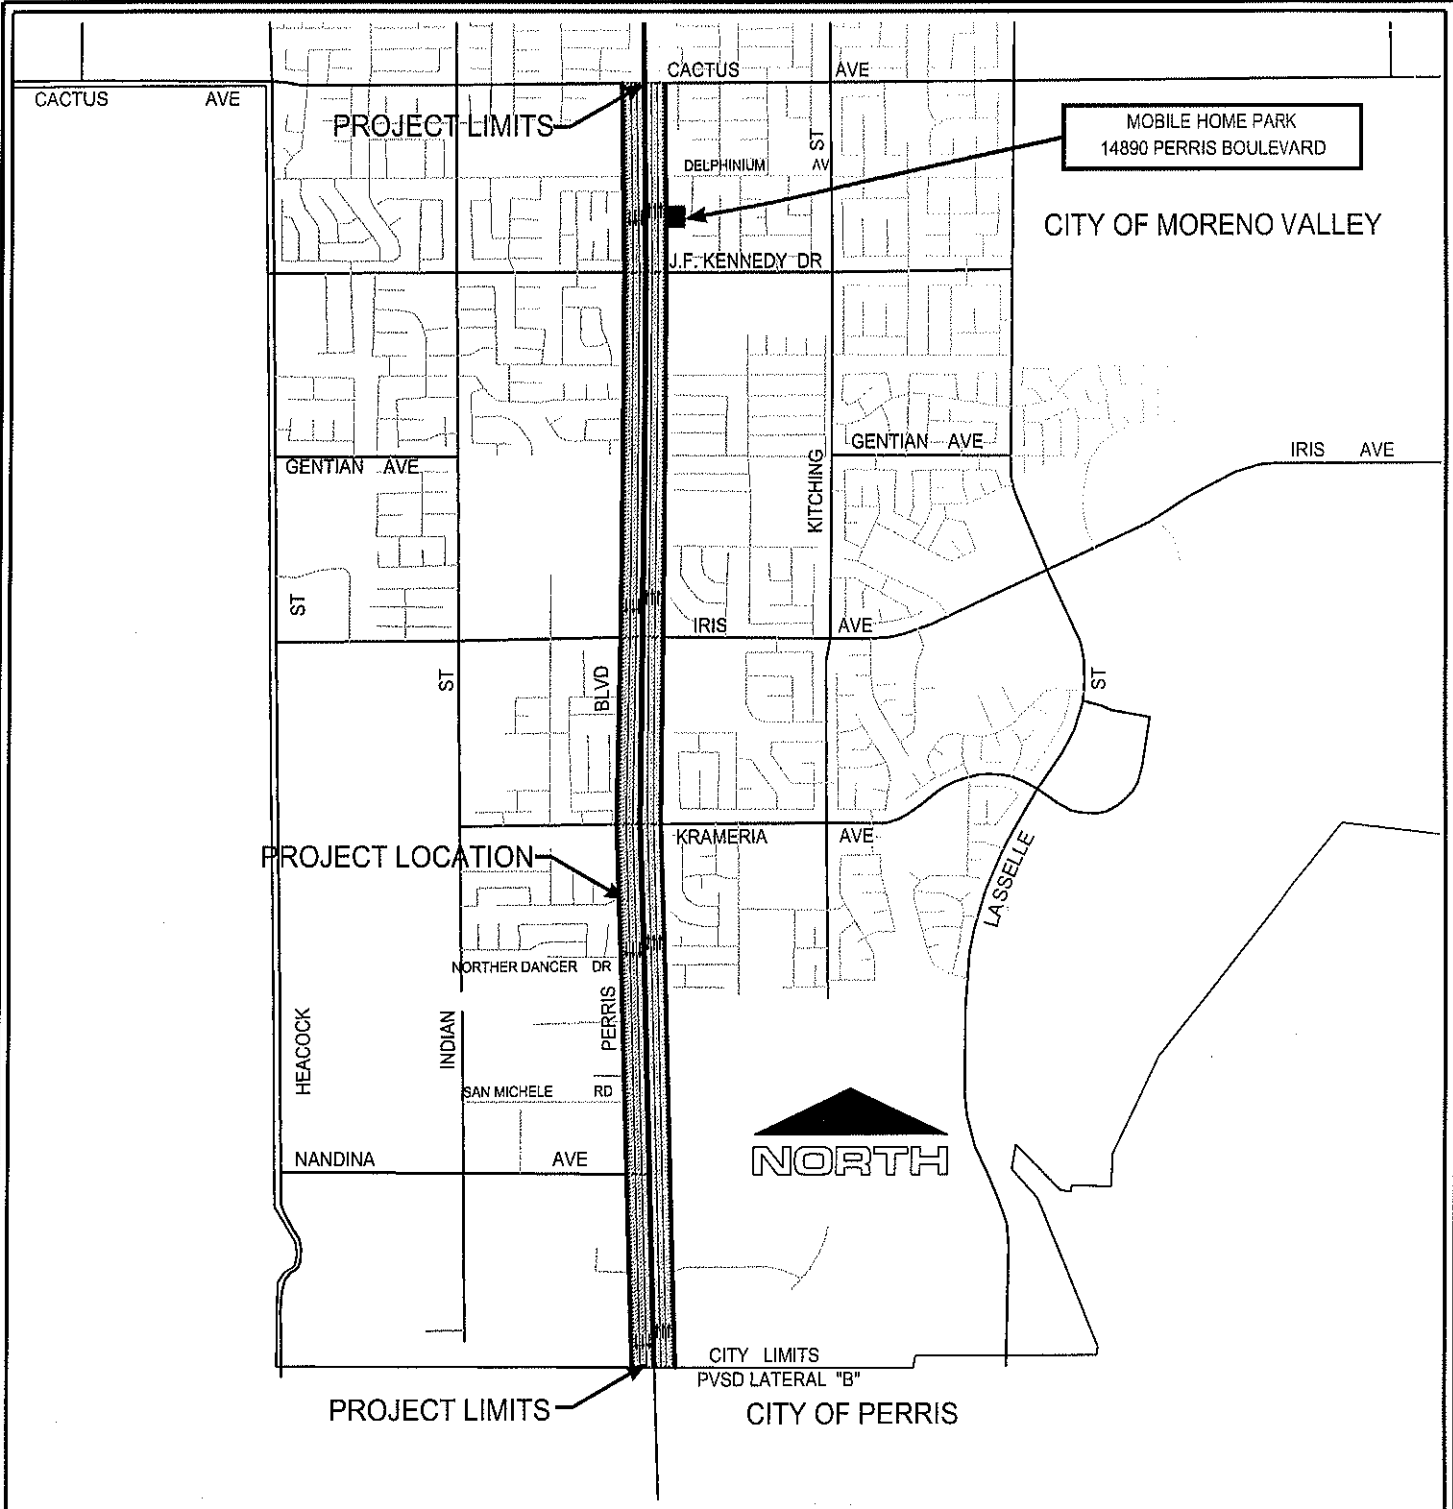 CACTUS AVE
CACTUS AVE
PROJECT LIMITS
MOBILE HOME PARK
14890 PERRIS BOULEVARD
DELPHINIUM AV
ST
CITY OF MORENO VALLEY
J.F. KENNEDY DR
GENTIAN AVE
IRIS AVE
GENTIAN AVE
KITCHING
ST
IRIS AVE
ST
BLVD
ST
KRAMERIA AVE
PROJECT LOCATION
LASSELLE
NORTHER DANCER DR
PERRIS
HEACOCK
INDIAN
SAN MICHELE RD
NORTH
NANDINA AVE
CITY LIMITS
PVSD LATERAL "B"
PROJECT LIMITS
CITY OF PERRIS